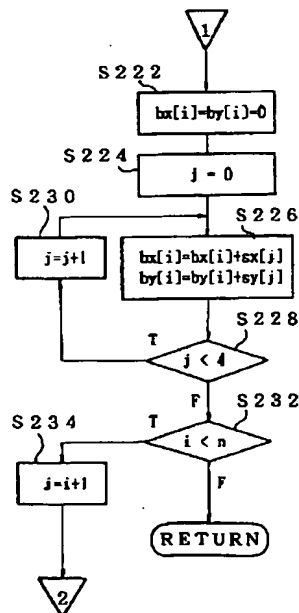 1
S222
bx[i]=by[i]=0
S224
j = 0
S230
j=j+1
S226
bx[i]=bx[i]+sx[j]
by[i]=by[i]+sy[j]
S228
T
j < 4
F
S232
T
i < n
F
S234
j=i+1
RETURN
2